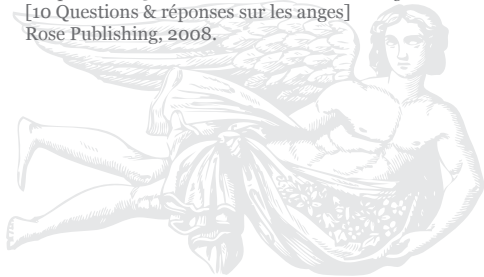 [10 Questions & réponses sur les anges]
Rose Publishing, 2008.